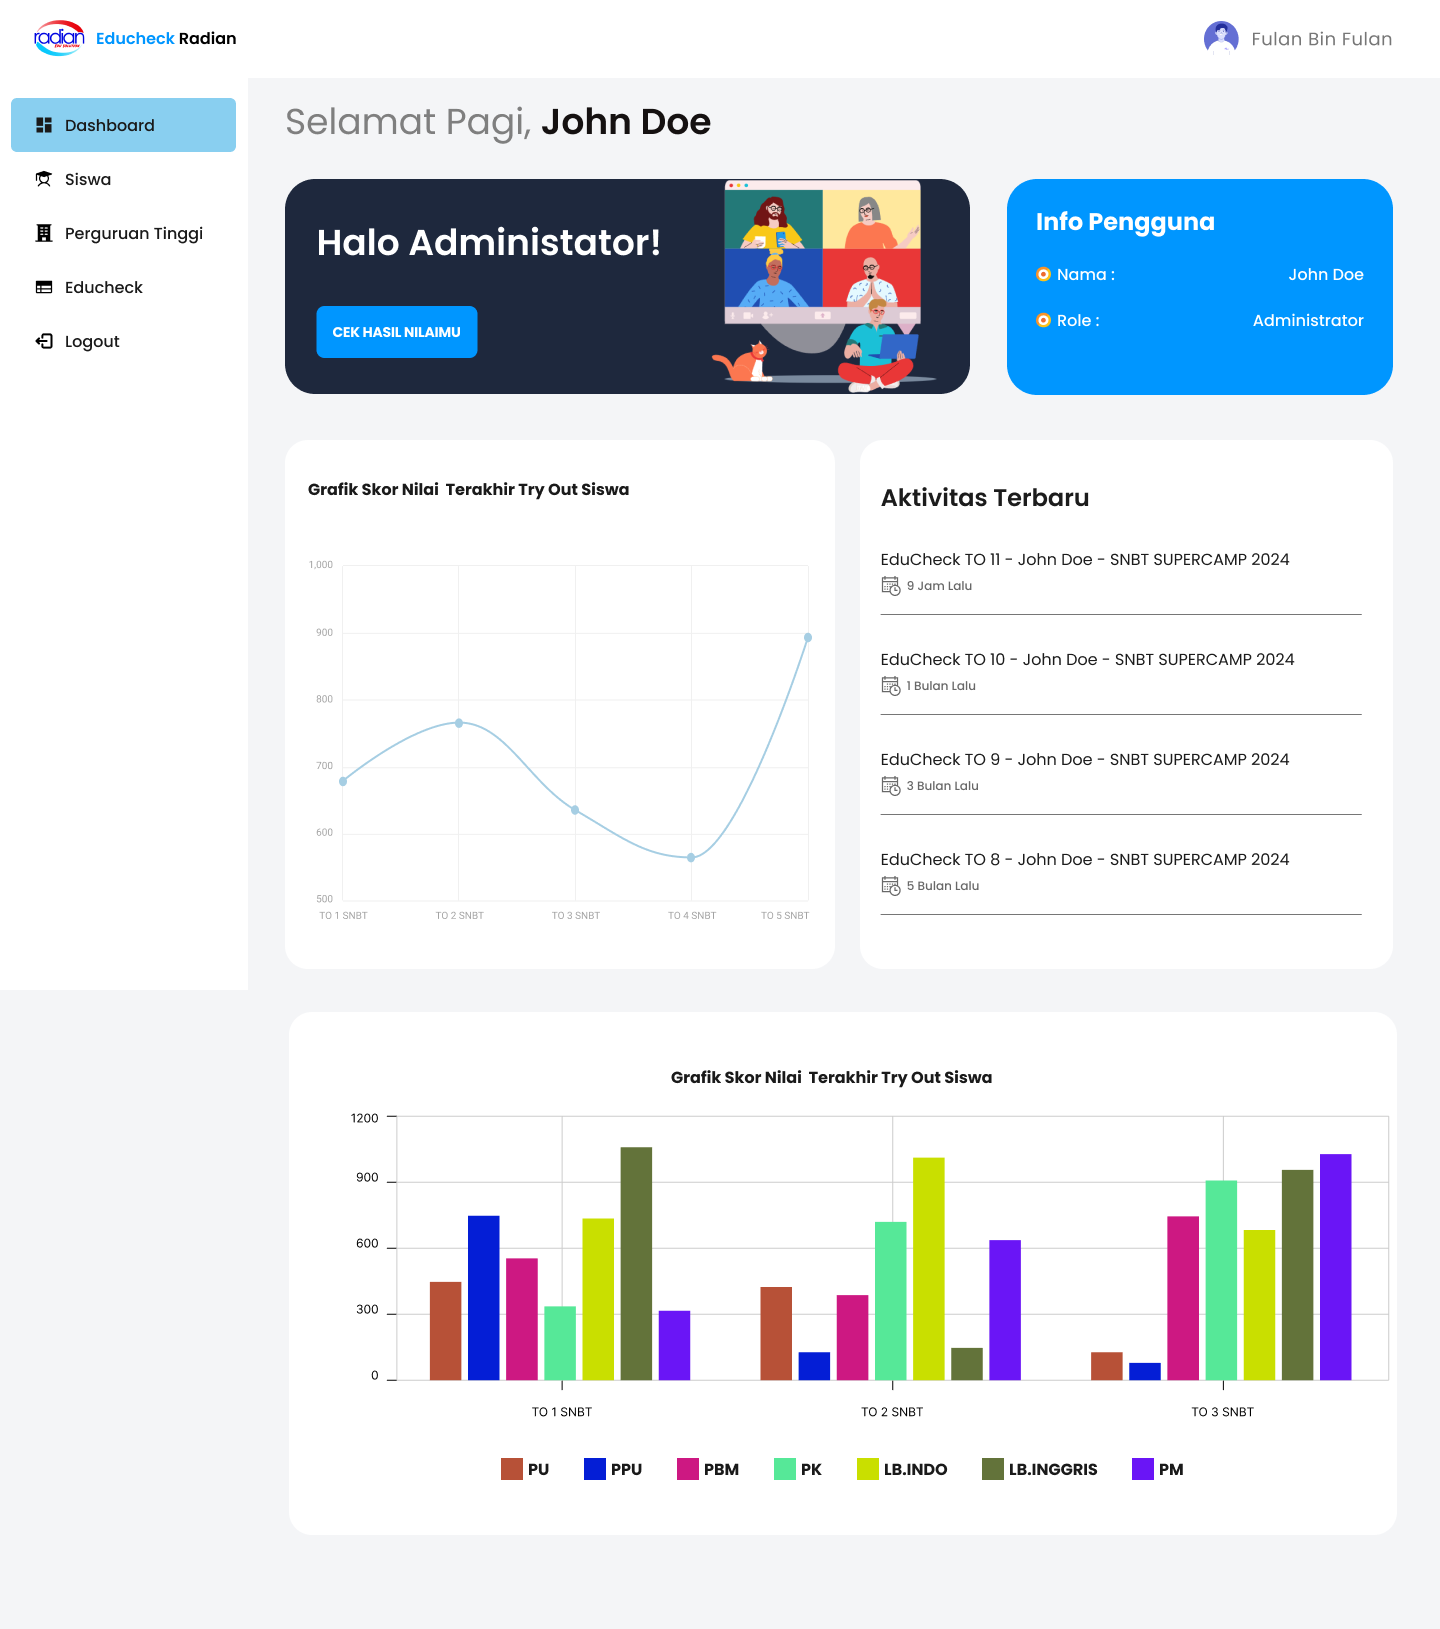 radian
EDU SOLUTION
Educheck Radian
Fulan Bin Fulan
Dashboard
Siswa
Perguruan Tinggi
Educheck
Logout
Selamat Pagi, John Doe
Halo Administator!
CEK HASIL NILAIMU
Info Pengguna
Nama : John Doe
Role : Administrator
Grafik Skor Nilai  Terakhir Try Out Siswa
1,000
900
800
700
600
500
TO 1 SNBT TO 2 SNBT TO 3 SNBT TO 4 SNBT TO 5 SNBT
Aktivitas Terbaru
EduCheck TO 11 - John Doe - SNBT SUPERCAMP 2024
9 Jam Lalu
EduCheck TO 10 - John Doe - SNBT SUPERCAMP 2024
1 Bulan Lalu
EduCheck TO 9 - John Doe - SNBT SUPERCAMP 2024
3 Bulan Lalu
EduCheck TO 8 - John Doe - SNBT SUPERCAMP 2024
5 Bulan Lalu
Grafik Skor Nilai  Terakhir Try Out Siswa
1200
900
600
300
0
TO 1 SNBT TO 2 SNBT TO 3 SNBT
PU PPU PBM PK LB.INDO LB.INGGRIS PM